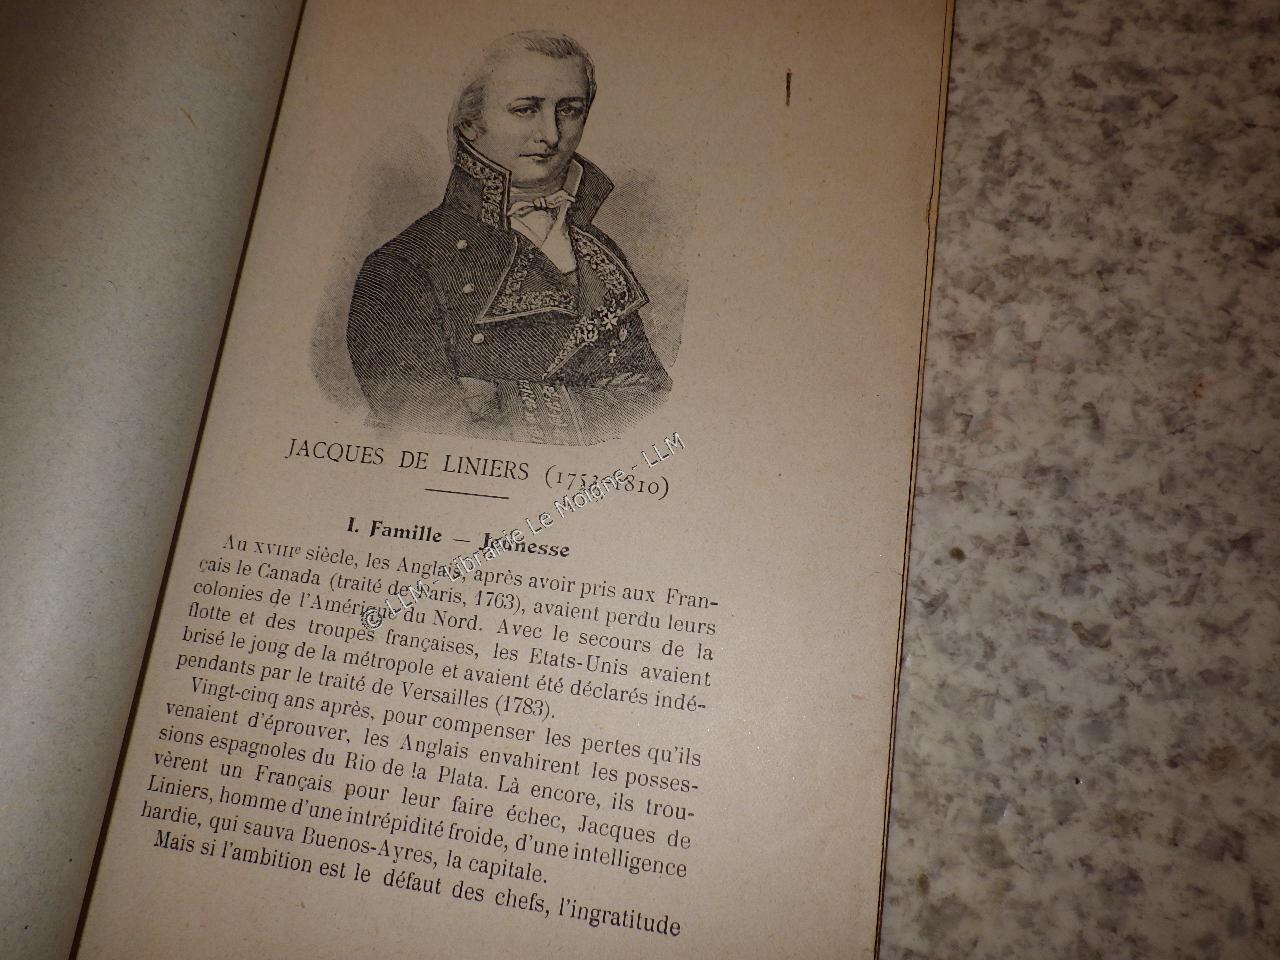 JACQUES DE LINIERS (1753-1810)
I. Famille — Jeunesse
Au XVIIIe siècle, les Anglais, après avoir pris aux Fran-
çais le Canada (traité de Paris, 1763), avaient perdu leurs
colonies de l'Amérique du Nord. Avec le secours de la
flotte et des troupes françaises, les Etats-Unis avaient
brisé le joug de la métropole et avaient été déclarés indé-
pendants par le traité de Versailles (1783).
Vingt-cinq ans après, pour compenser les pertes qu'ils
venaient d'éprouver, les Anglais envahirent les posses-
sions espagnoles du Rio de la Plata. Là encore, ils trou-
vèrent un Français pour leur faire échec, Jacques de
Liniers, homme d'une intrépidité froide, d'une intelligence
hardie, qui sauva Buenos-Ayres, la capitale.
Mais si l'ambition est le défaut des chefs, l'ingratitude
© LLM - Librairie Le Moigne - LLM